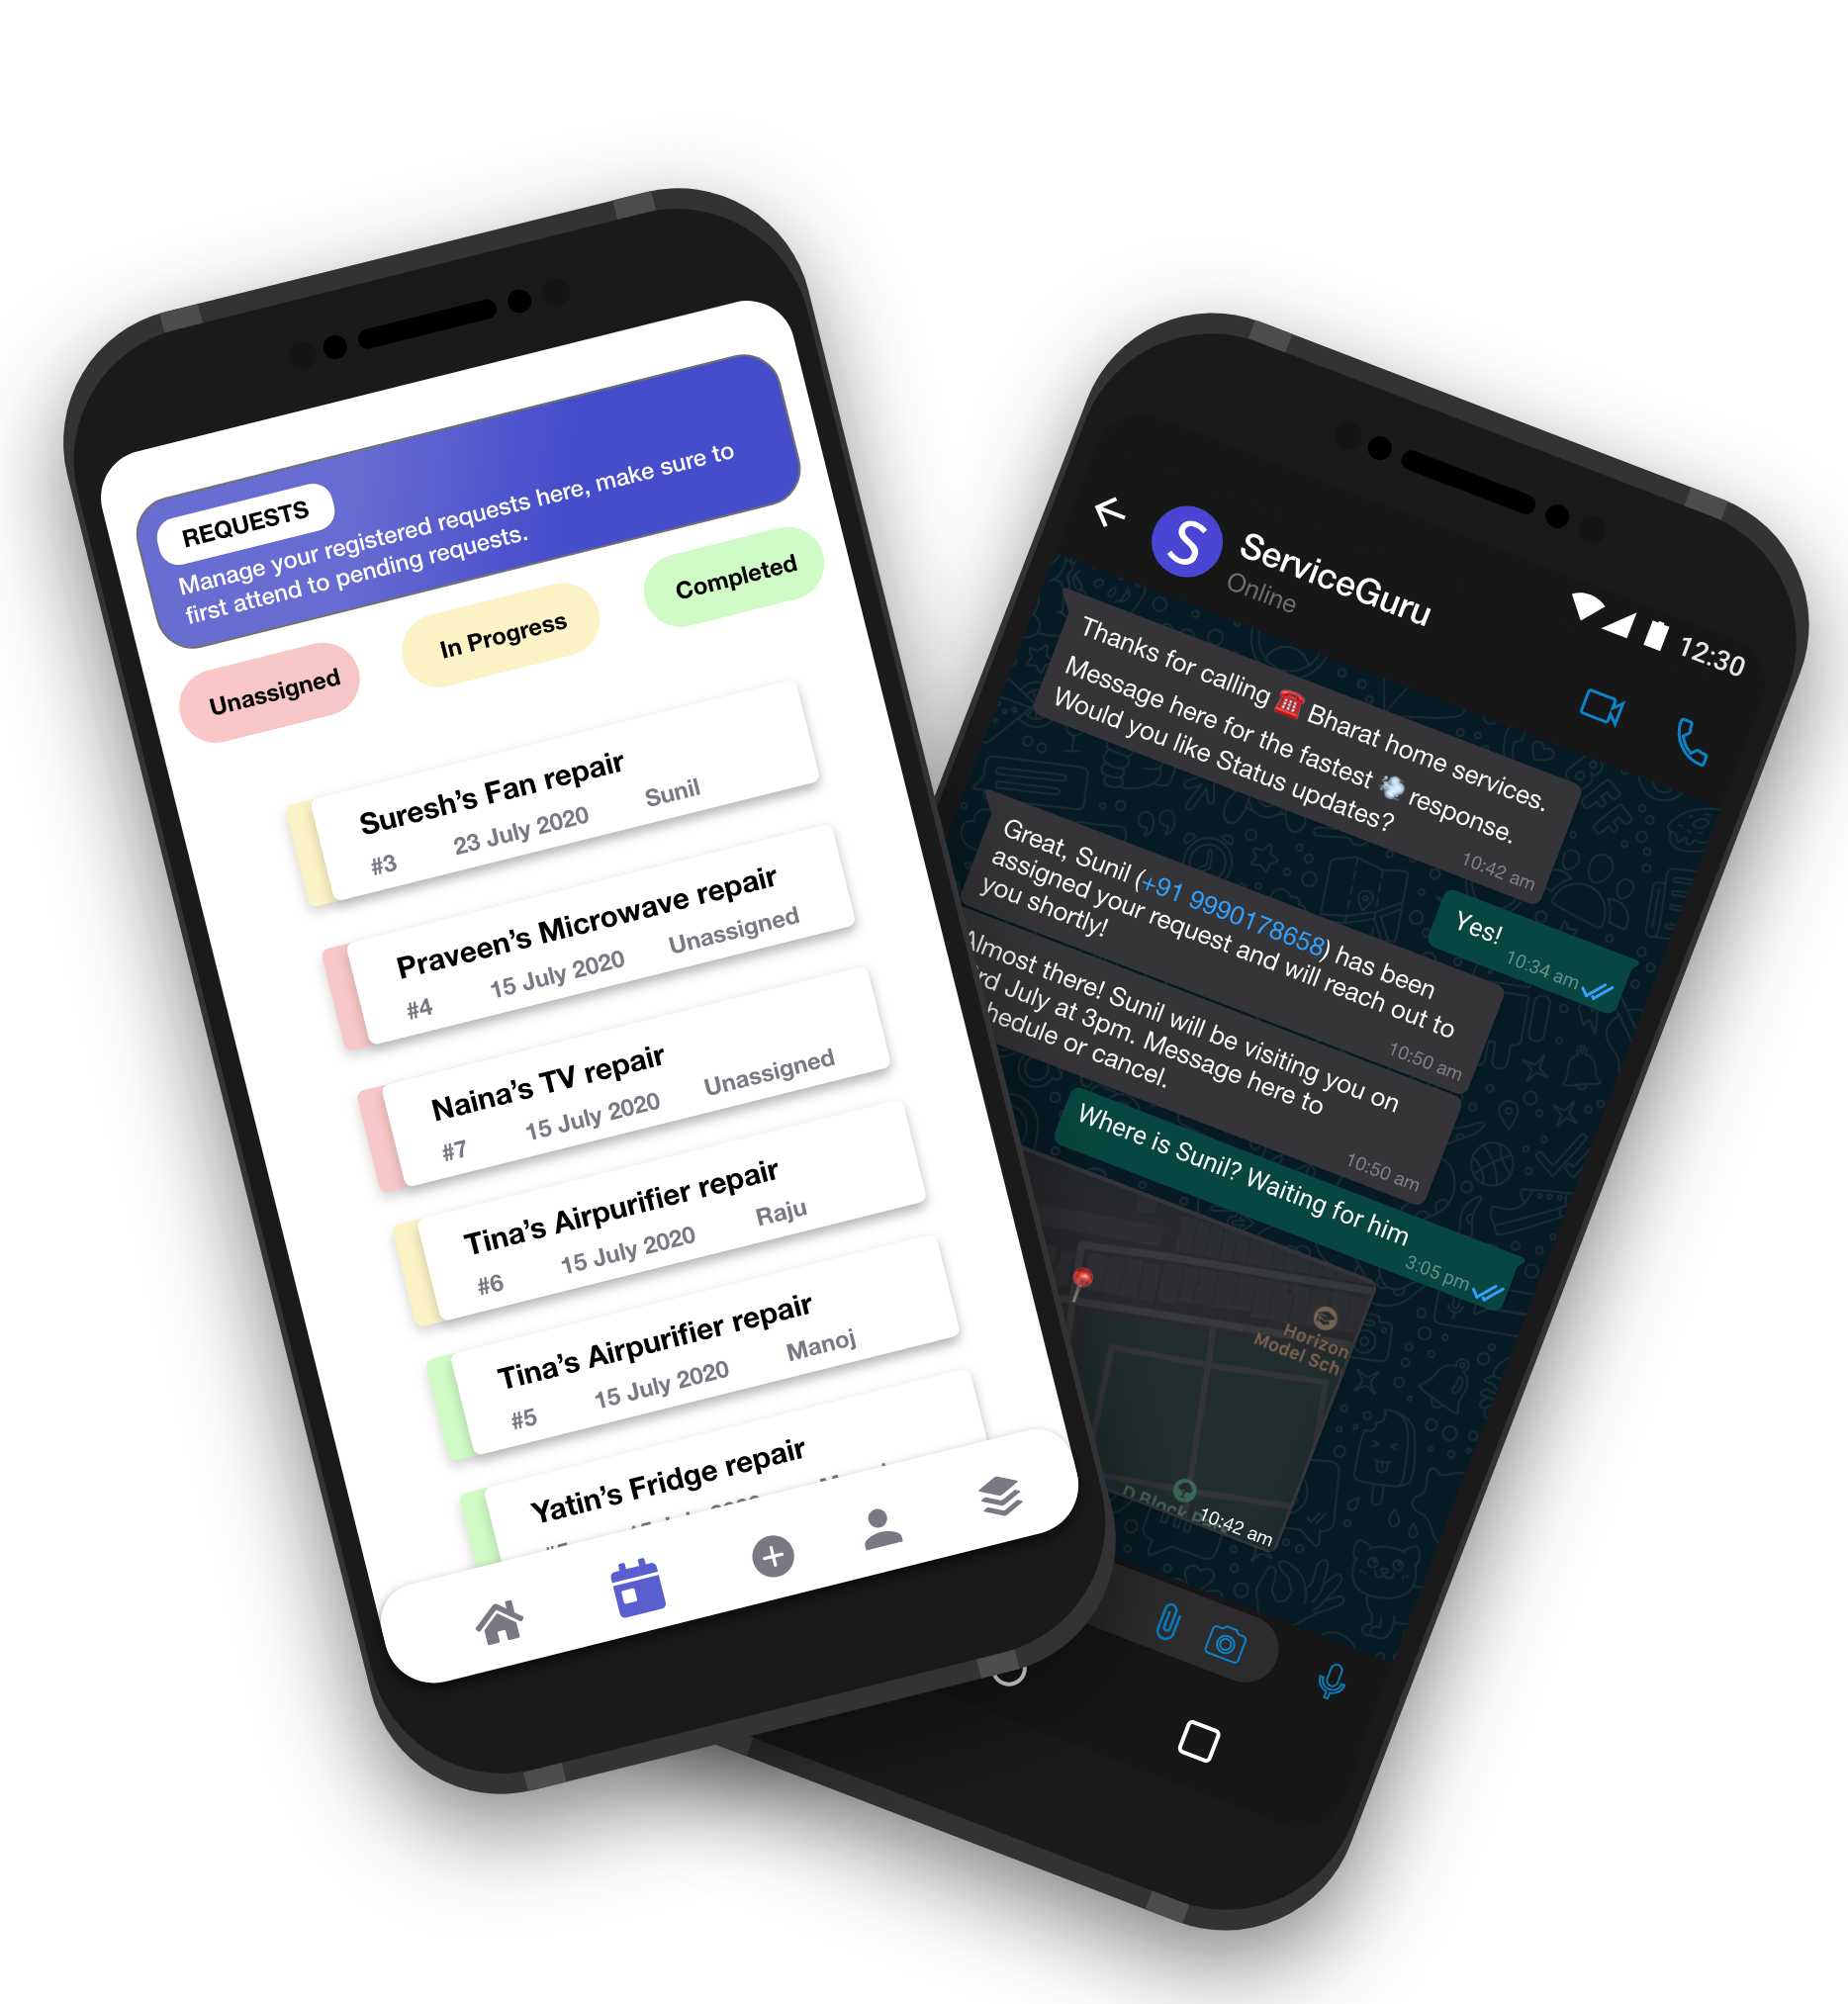 REQUESTS
Manage your registered requests here, make sure to
first attend to pending requests.
Unassigned
In Progress
Completed
Suresh's Fan repair
#3 23 July 2020 Sunil
Praveen's Microwave repair
#4 15 July 2020 Unassigned
Naina's TV repair
#7 15 July 2020 Unassigned
Tina's Airpurifier repair
#6 15 July 2020 Raju
Tina's Airpurifier repair
#5 15 July 2020 Manoj
Yatin's Fridge repair
12:30
S
ServiceGuru
Online
Thanks for calling ☎️ Bharat home services.
Message here for the fastest 💨 response.
Would you like Status updates?
10:42 am
Yes!
10:34 am
Great, Sunil (+91 9990178658) has been
assigned your request and will reach out to
you shortly!
10:50 am
Almost there! Sunil will be visiting you on
rd July at 3pm. Message here to
hedule or cancel.
10:50 am
Where is Sunil? Waiting for him
3:05 pm
Horizon
Model Sch
D Block
10:42 am